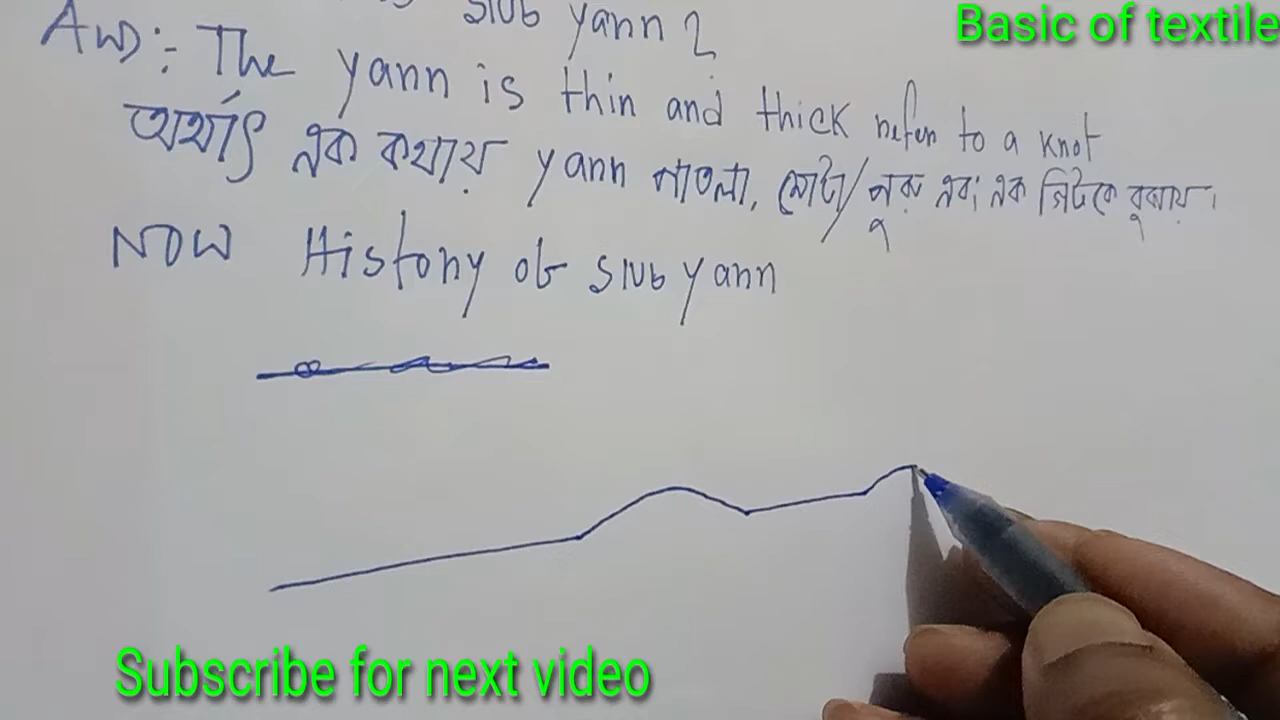 slub yarn ?
Basic of textile
Ans:- The yarn is thin and thick refer to a knot
অর্থাৎ এক কথায় yarn পাতলা, মোটা/পুরু এবং এক গিটকে বুঝায়।
NOW History of slub yarn
Subscribe for next video